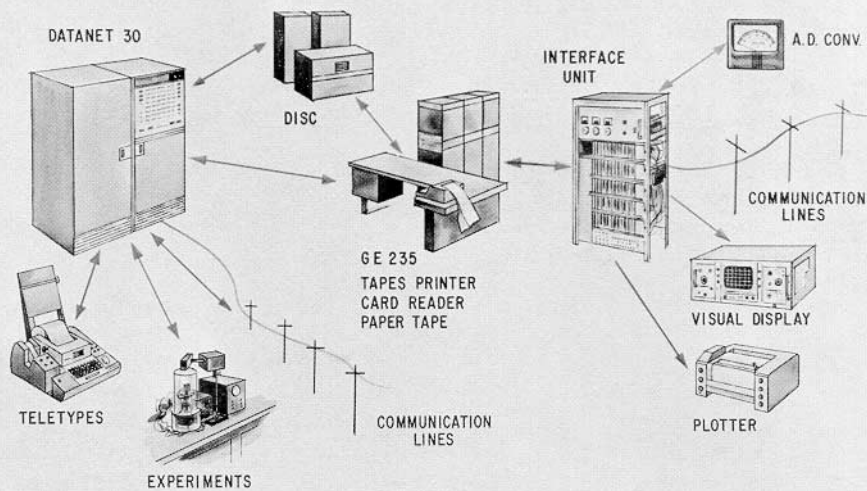 DATANET 30
DISC
INTERFACE
UNIT
A.D. CONV.
COMMUNICATION
LINES
GE 235
TAPES PRINTER
CARD READER
PAPER TAPE
VISUAL DISPLAY
TELETYPES
EXPERIMENTS
COMMUNICATION
LINES
PLOTTER